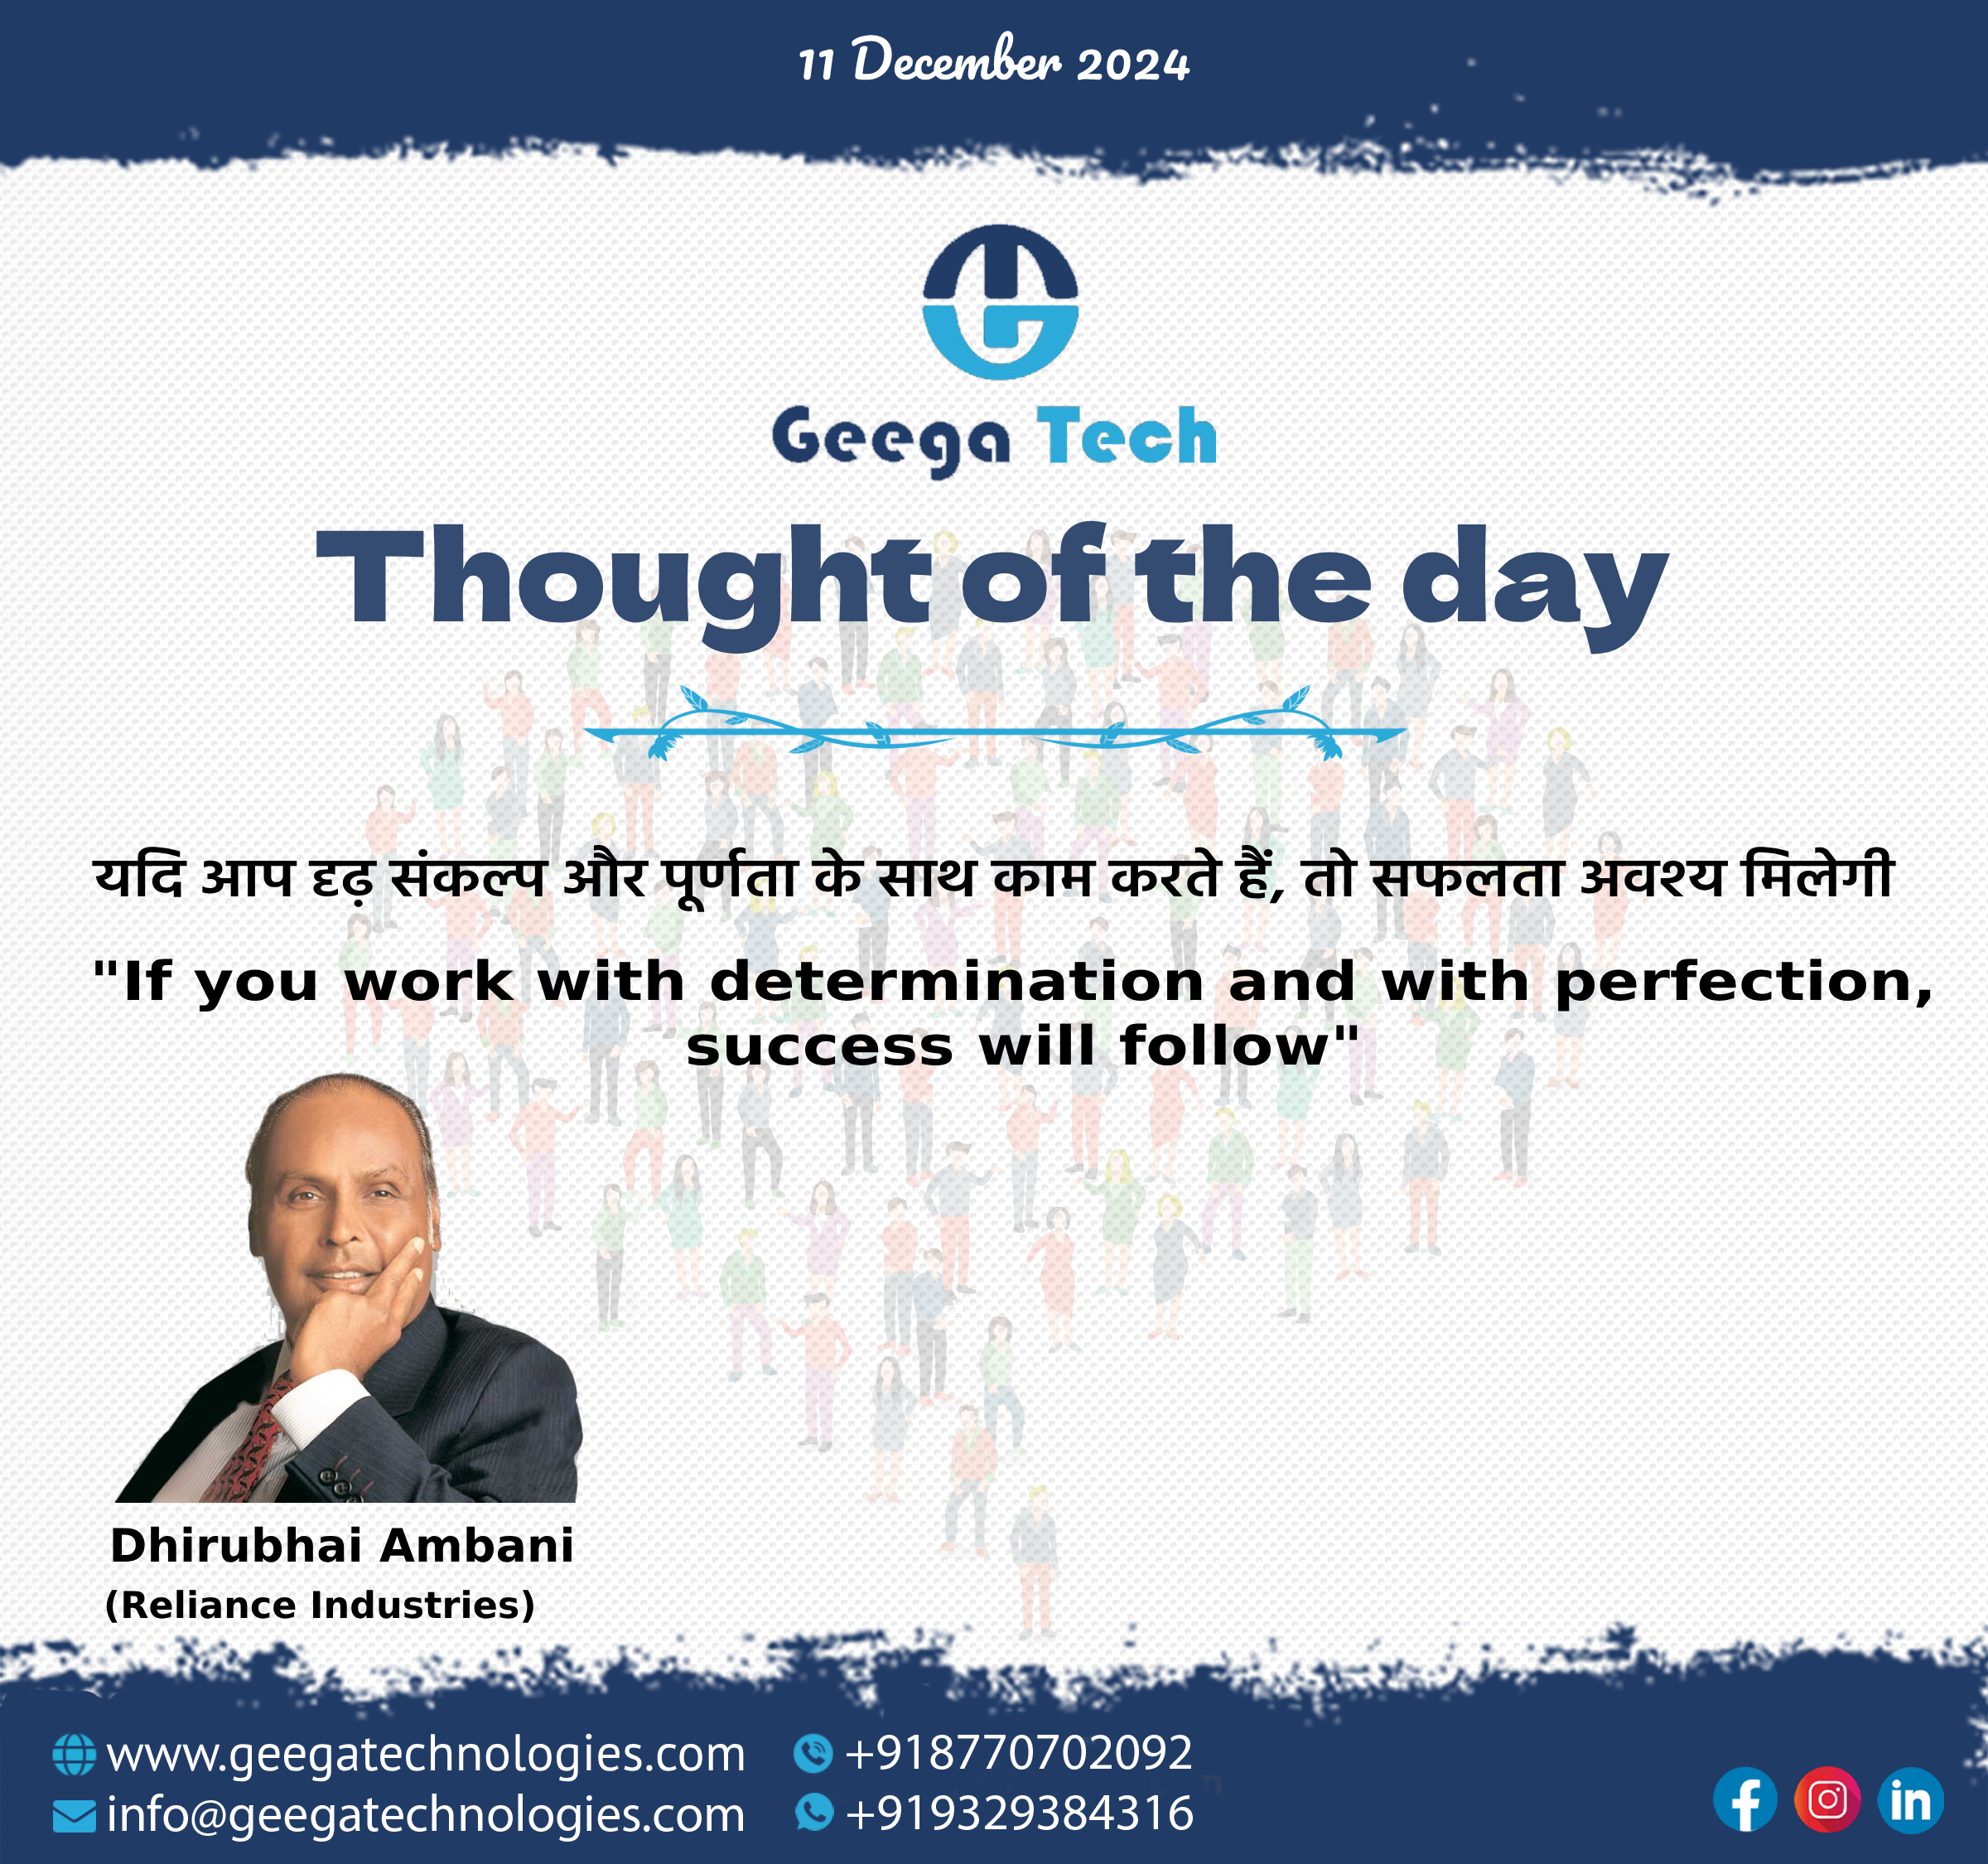 11 December 2024
Geega Tech
Thought of the day
यदि आप दृढ़ संकल्प और पूर्णता के साथ काम करते हैं, तो सफलता अवश्य मिलेगी
"If you work with determination and with perfection,
success will follow"
Dhirubhai Ambani
(Reliance Industries)
www.geegatechnologies.com
+918770702092
info@geegatechnologies.com
+919329384316